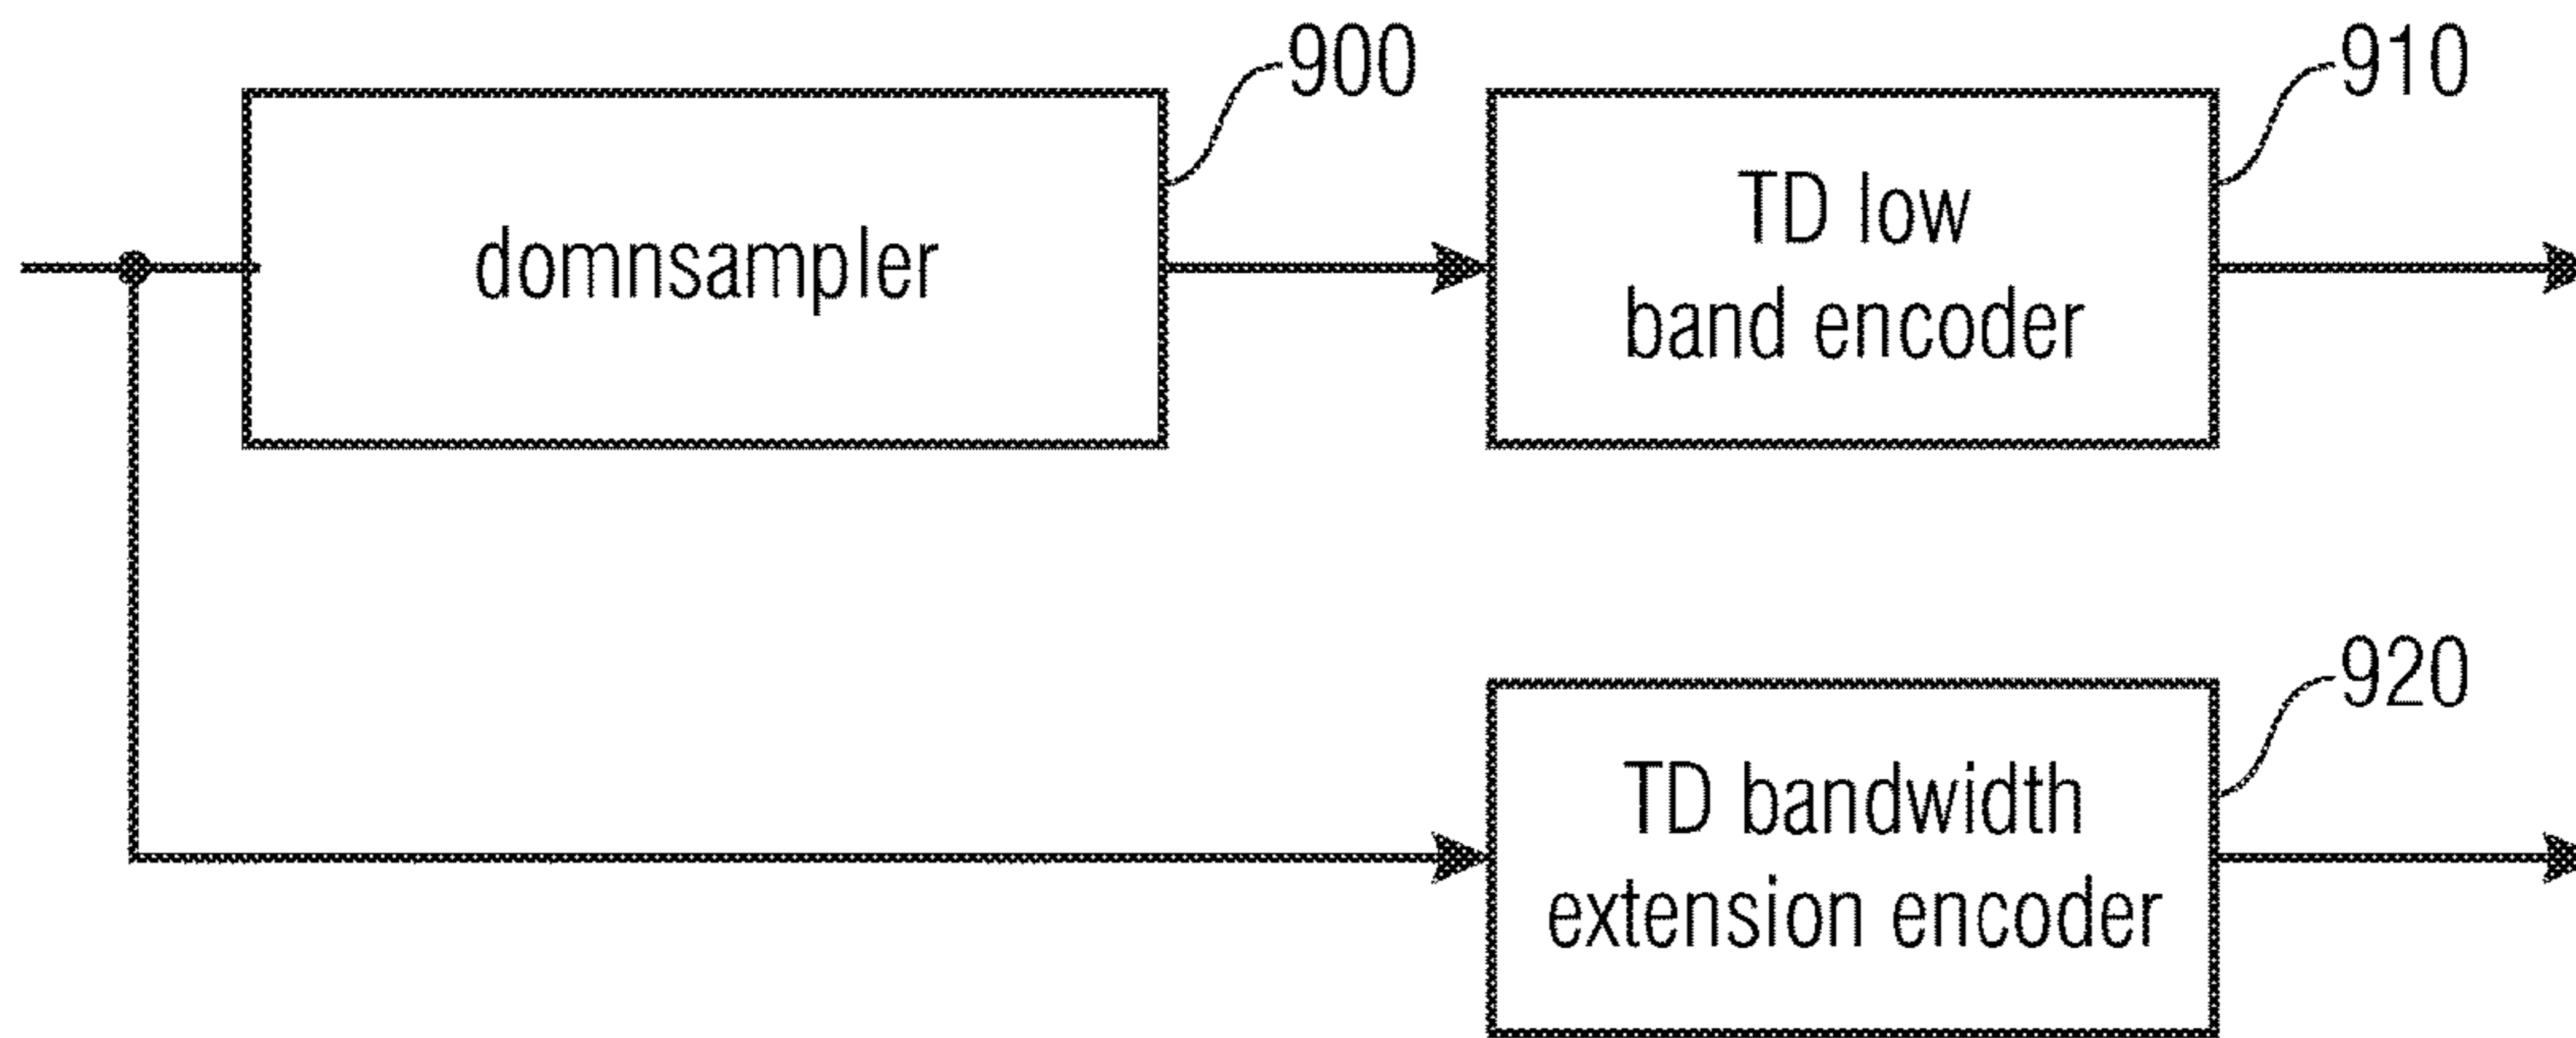 900
domnsampler
910
TD low
band encoder
920
TD bandwidth
extension encoder